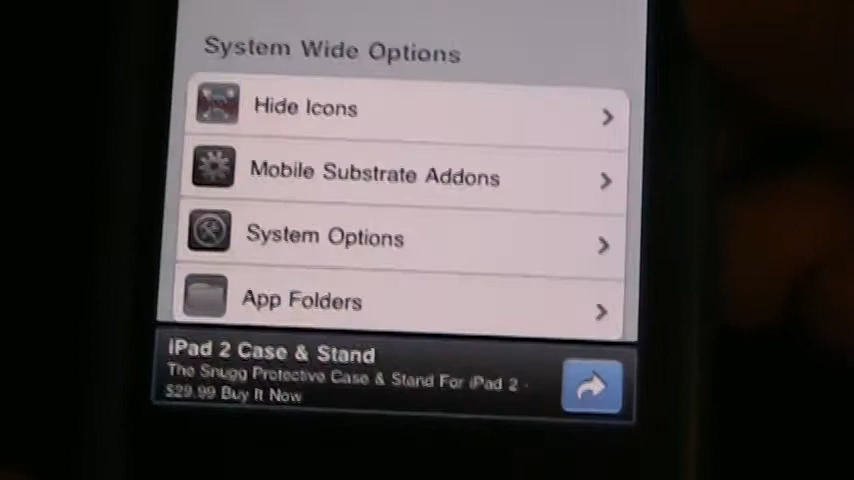 System Wide Options
Hide Icons
Mobile Substrate Addons
System Options
App Folders
iPad 2 Case & Stand
The Snugg Protective Case & Stand For iPad 2 -
$29.99 Buy It Now